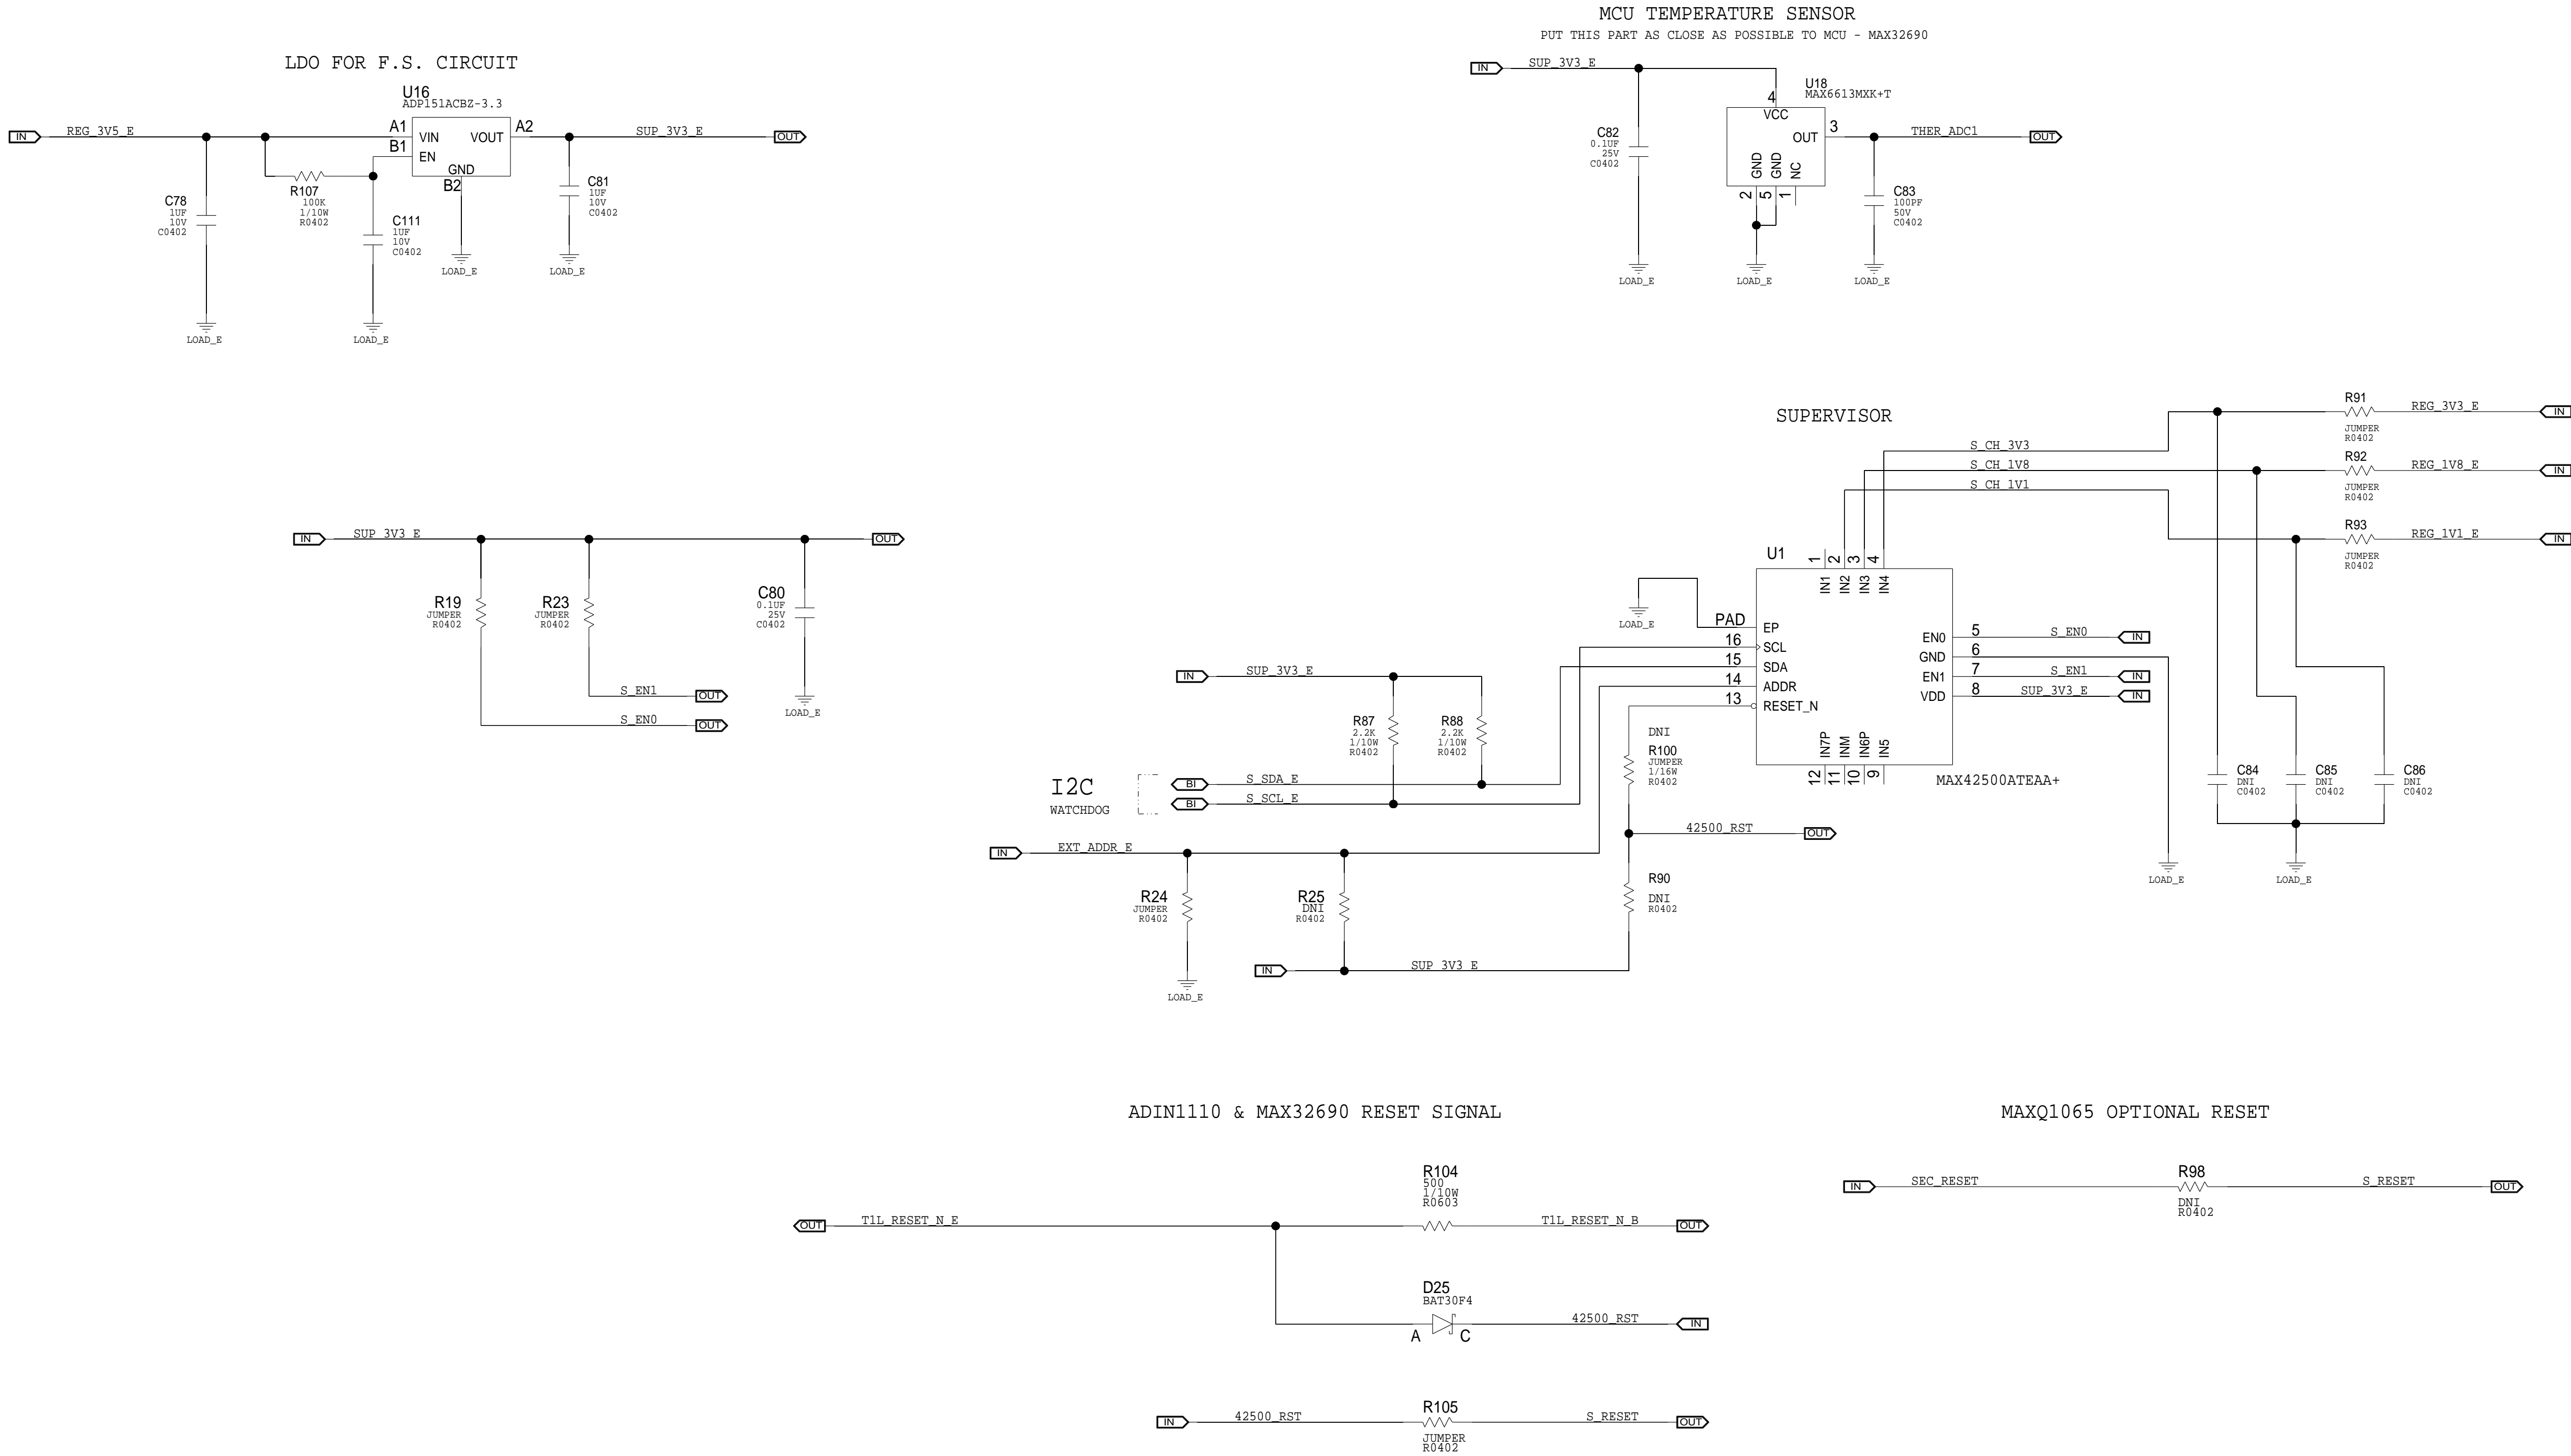 MCU TEMPERATURE SENSOR
PUT THIS PART AS CLOSE AS POSSIBLE TO MCU - MAX32690
LDO FOR F.S. CIRCUIT
U16
ADP151ACBZ-3.3
IN
REG_3V5_E
A1
VIN
VOUT
A2
SUP_3V3_E
OUT
B1
EN
GND
B2
R107
100K
1/10W
R0402
C78
1UF
10V
C0402
C111
1UF
10V
C0402
C81
1UF
10V
C0402
LOAD_E
LOAD_E
LOAD_E
LOAD_E
IN
SUP_3V3_E
U18
MAX6613MXK+T
4
VCC
OUT
3
THER_ADC1
OUT
GND
GND
NC
2
5
1
C82
0.1UF
25V
C0402
C83
100PF
50V
C0402
LOAD_E
LOAD_E
LOAD_E
SUPERVISOR
R91
JUMPER
R0402
REG_3V3_E
IN
S_CH_3V3
R92
JUMPER
R0402
REG_1V8_E
IN
S_CH_1V8
S_CH_1V1
R93
JUMPER
R0402
REG_1V1_E
IN
IN
SUP_3V3_E
OUT
R19
JUMPER
R0402
R23
JUMPER
R0402
C80
0.1UF
25V
C0402
S_EN1
OUT
S_EN0
OUT
LOAD_E
U1
1
2
3
4
IN1
IN2
IN3
IN4
LOAD_E
PAD
EP
16
SCL
15
SDA
14
ADDR
13
RESET_N
EN0
5
S_EN0
IN
GND
6
EN1
7
S_EN1
IN
VDD
8
SUP_3V3_E
IN
IN7P
INM
IN6P
IN5
12
11
10
9
MAX42500ATEAA+
IN
SUP_3V3_E
R87
2.2K
1/10W
R0402
R88
2.2K
1/10W
R0402
DNI
R100
JUMPER
1/16W
R0402
I2C
WATCHDOG
BI
S_SDA_E
BI
S_SCL_E
C84
DNI
C0402
C85
DNI
C0402
C86
DNI
C0402
42500_RST
OUT
IN
EXT_ADDR_E
R24
JUMPER
R0402
R25
DNI
R0402
R90
DNI
R0402
LOAD_E
LOAD_E
IN
SUP_3V3_E
LOAD_E
ADIN1110 & MAX32690 RESET SIGNAL
MAXQ1065 OPTIONAL RESET
R104
500
1/10W
R0603
OUT
T1L_RESET_N_E
T1L_RESET_N_B
OUT
IN
SEC_RESET
R98
DNI
R0402
S_RESET
OUT
D25
BAT30F4
A
C
42500_RST
IN
IN
42500_RST
R105
JUMPER
R0402
S_RESET
OUT